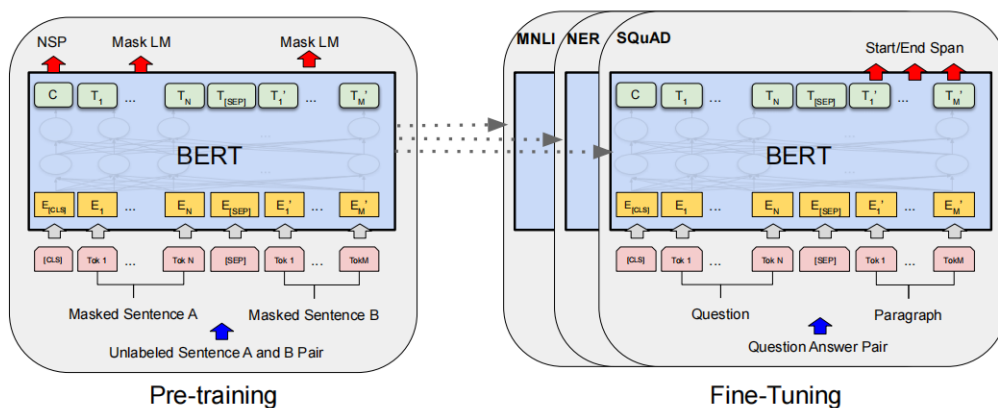 NSP Mask LM Mask LM
C T1 ... TN T[SEP] T1' ... TM'
BERT
E[CLS] E1 ... EN E[SEP] E1' ... EM'
[CLS] Tok 1 ... Tok N [SEP] Tok 1 ... TokM
Masked Sentence A Masked Sentence B
Unlabeled Sentence A and B Pair
Pre-training
MNLI NER SQuAD
Start/End Span
C T1 ... TN T[SEP] T1' ... TM'
BERT
E[CLS] E1 ... EN E[SEP] E1' ... EM'
[CLS] Tok 1 ... Tok N [SEP] Tok 1 ... TokM
Question Paragraph
Question Answer Pair
Fine-Tuning